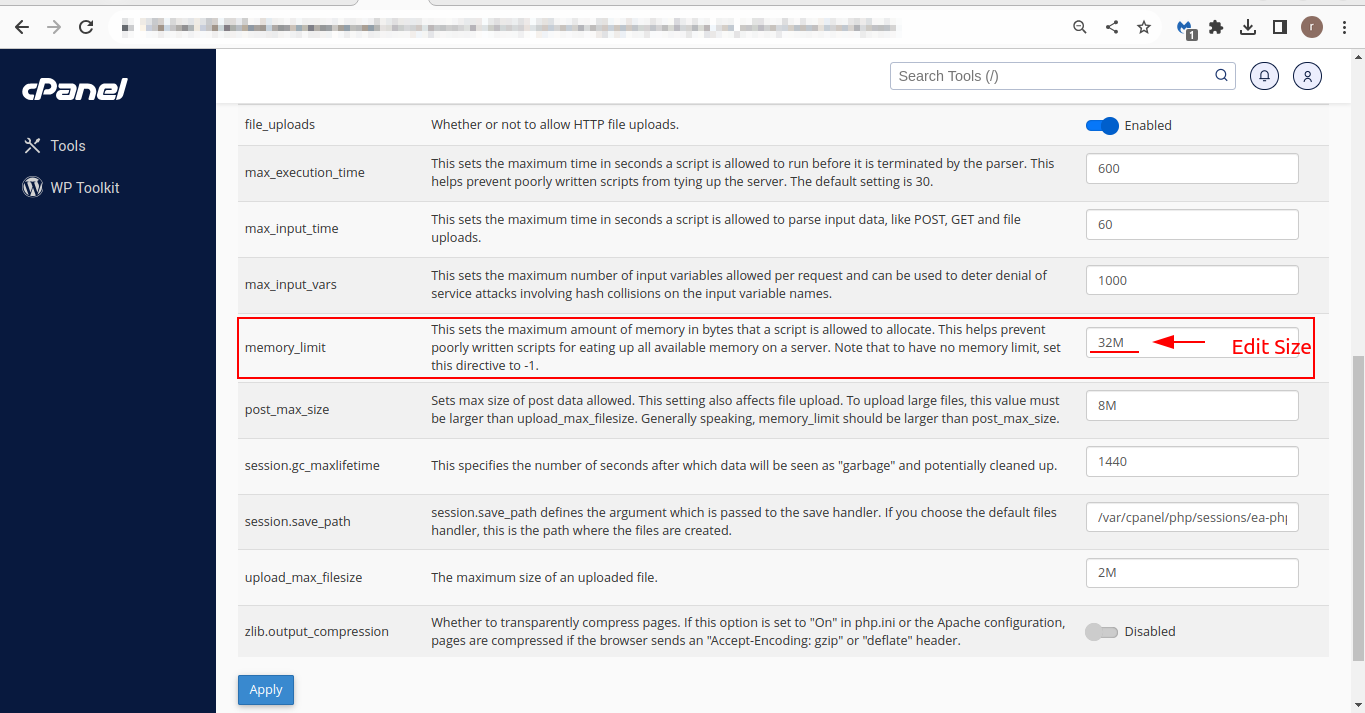 1
r
cPanel
Search Tools (/)
Tools
WP Toolkit
file_uploads
Whether or not to allow HTTP file uploads.
Enabled
max_execution_time
This sets the maximum time in seconds a script is allowed to run before it is terminated by the parser. This
helps prevent poorly written scripts from tying up the server. The default setting is 30.
600
max_input_time
This sets the maximum time in seconds a script is allowed to parse input data, like POST, GET and file
uploads.
60
max_input_vars
This sets the maximum number of input variables allowed per request and can be used to deter denial of
service attacks involving hash collisions on the input variable names.
1000
memory_limit
This sets the maximum amount of memory in bytes that a script is allowed to allocate. This helps prevent
poorly written scripts for eating up all available memory on a server. Note that to have no memory limit, set
this directive to -1.
32M
Edit Size
post_max_size
Sets max size of post data allowed. This setting also affects file upload. To upload large files, this value must
be larger than upload_max_filesize. Generally speaking, memory_limit should be larger than post_max_size.
8M
session.gc_maxlifetime
This specifies the number of seconds after which data will be seen as "garbage" and potentially cleaned up.
1440
session.save_path
session.save_path defines the argument which is passed to the save handler. If you choose the default files
handler, this is the path where the files are created.
/var/cpanel/php/sessions/ea-php
upload_max_filesize
The maximum size of an uploaded file.
2M
zlib.output_compression
Whether to transparently compress pages. If this option is set to "On" in php.ini or the Apache configuration,
pages are compressed if the browser sends an "Accept-Encoding: gzip" or "deflate" header.
Disabled
Apply